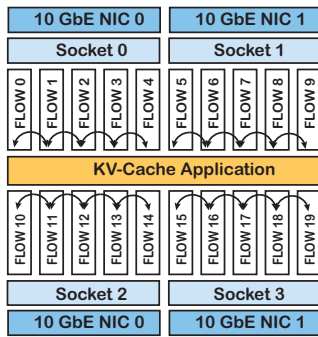 10 GbE NIC 0
10 GbE NIC 1
Socket 0
Socket 1
FLOW 0
FLOW 1
FLOW 2
FLOW 3
FLOW 4
FLOW 5
FLOW 6
FLOW 7
FLOW 8
FLOW 9
KV-Cache Application
FLOW 10
FLOW 11
FLOW 12
FLOW 13
FLOW 14
FLOW 15
FLOW 16
FLOW 17
FLOW 18
FLOW 19
Socket 2
Socket 3
10 GbE NIC 0
10 GbE NIC 1